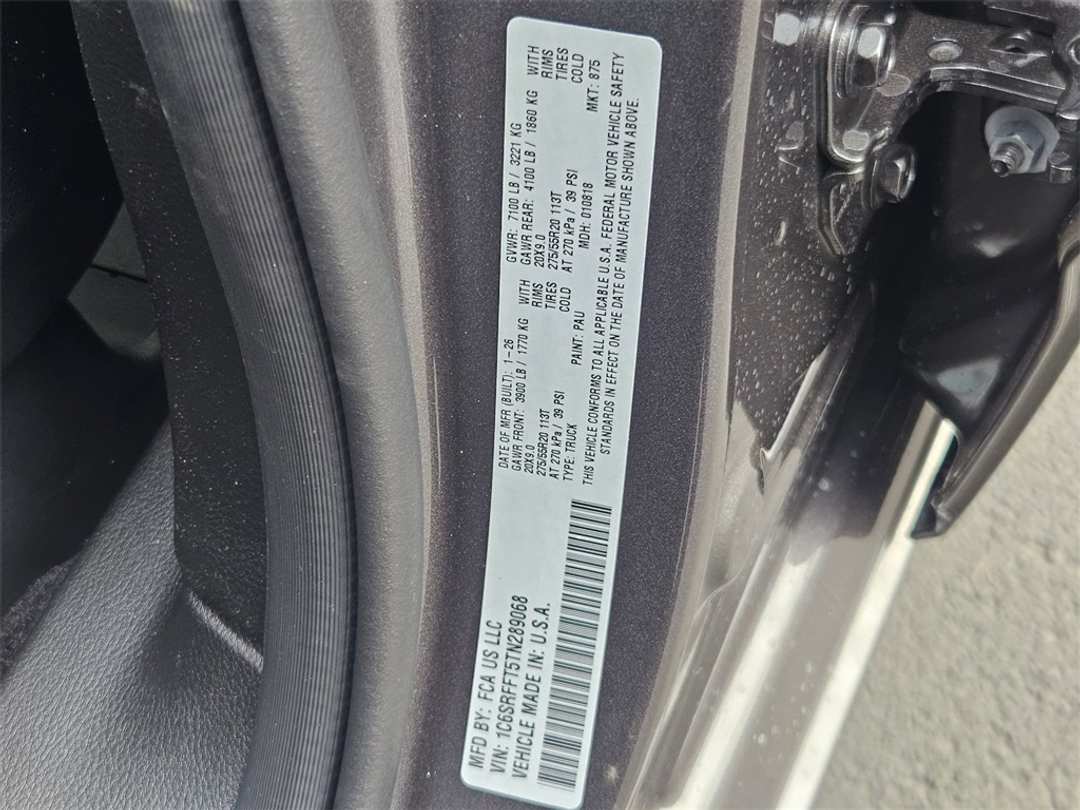 MFD BY: FCA US LLC
VIN: 1C6SRFFT5TN289068
VEHICLE MADE IN: U.S.A.
DATE OF MFR (BUILT): 1-26 GVWR: 7100 LB / 3221 KG
GAWR FRONT: 3900 LB / 1770 KG WITH GAWR REAR: 4100 LB / 1860 KG WITH
20X9.0 RIMS 20X9.0 RIMS
275/55R20 113T TIRES 275/55R20 113T TIRES
AT 270 kPa / 39 PSI COLD AT 270 kPa / 39 PSI COLD
TYPE: TRUCK PAINT: PAU MDH: 010818 MKT: 875
THIS VEHICLE CONFORMS TO ALL APPLICABLE U.S.A. FEDERAL MOTOR VEHICLE SAFETY
STANDARDS IN EFFECT ON THE DATE OF MANUFACTURE SHOWN ABOVE.